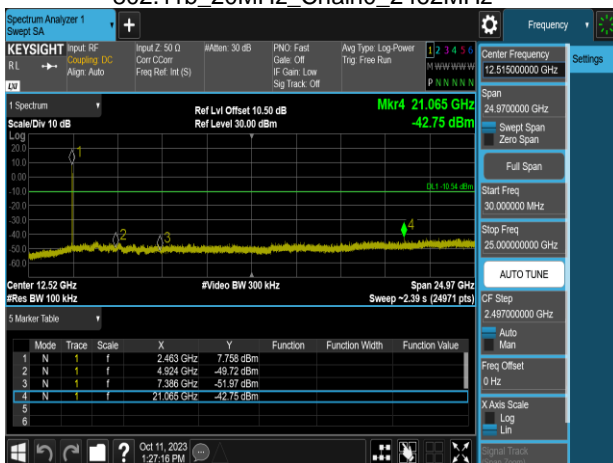 802.11b_20MHz_Chain0_2462MHz
Spectrum Analyzer 1
Swept SA
+
Frequency
KEYSIGHT
Input: RF
Input Z: 50 Ω
#Atten: 30 dB
PNO: Fast
Avg Type: Log-Power
1 2 3 4 5 6
RL
Coupling: DC
Corr CCorr
Gate: Off
Trig: Free Run
M W W W W W
Align: Auto
Freq Ref: Int (S)
IF Gain: Low
Sig Track: Off
P N N N N N
LXI
1 Spectrum
Ref Lvl Offset 10.50 dB
Mkr4 21.065 GHz
Scale/Div 10 dB
Ref Level 30.00 dBm
-42.75 dBm
Log
20.0
10.0
0.00
-10.0
-20.0
-30.0
-40.0
-50.0
-60.0
1
2
3
4
DL1 -10.54 dBm
Center 12.52 GHz
#Video BW 300 kHz
Span 24.97 GHz
#Res BW 100 kHz
Sweep ~2.39 s (24971 pts)
5 Marker Table
Mode Trace Scale X Y Function Function Width Function Value
1 N 1 f 2.463 GHz 7.758 dBm
2 N 1 f 4.924 GHz -49.72 dBm
3 N 1 f 7.386 GHz -51.97 dBm
4 N 1 f 21.065 GHz -42.75 dBm
5
6
?
Oct 11, 2023
1:27:16 PM
Center Frequency
12.515000000 GHz
Settings
Span
24.9700000 GHz
Swept Span
Zero Span
Full Span
Start Freq
30.000000 MHz
Stop Freq
25.000000000 GHz
AUTO TUNE
CF Step
2.497000000 GHz
Auto
Man
Freq Offset
0 Hz
X Axis Scale
Log
Lin
Signal Track